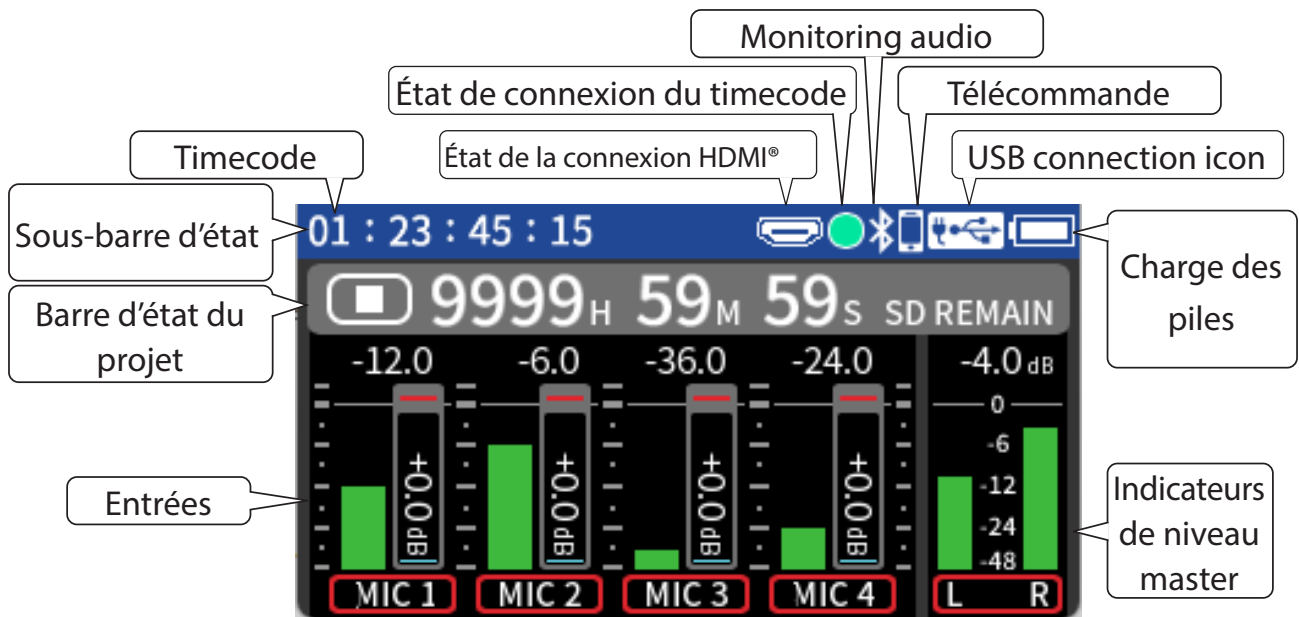 Monitoring audio
État de connexion du timecode
Télécommande
Timecode
État de la connexion HDMI®
USB connection icon
Sous-barre d'état
01 : 23 : 45 : 15
Charge des
piles
Barre d'état du
projet
9999H 59M 59S SD REMAIN
-12.0 -6.0 -36.0 -24.0 -4.0 dB
0
-6
-12
-24
-48
+0.0dB +0.0dB +0.0dB +0.0dB
Entrées
Indicateurs
de niveau
master
MIC 1 MIC 2 MIC 3 MIC 4 L R